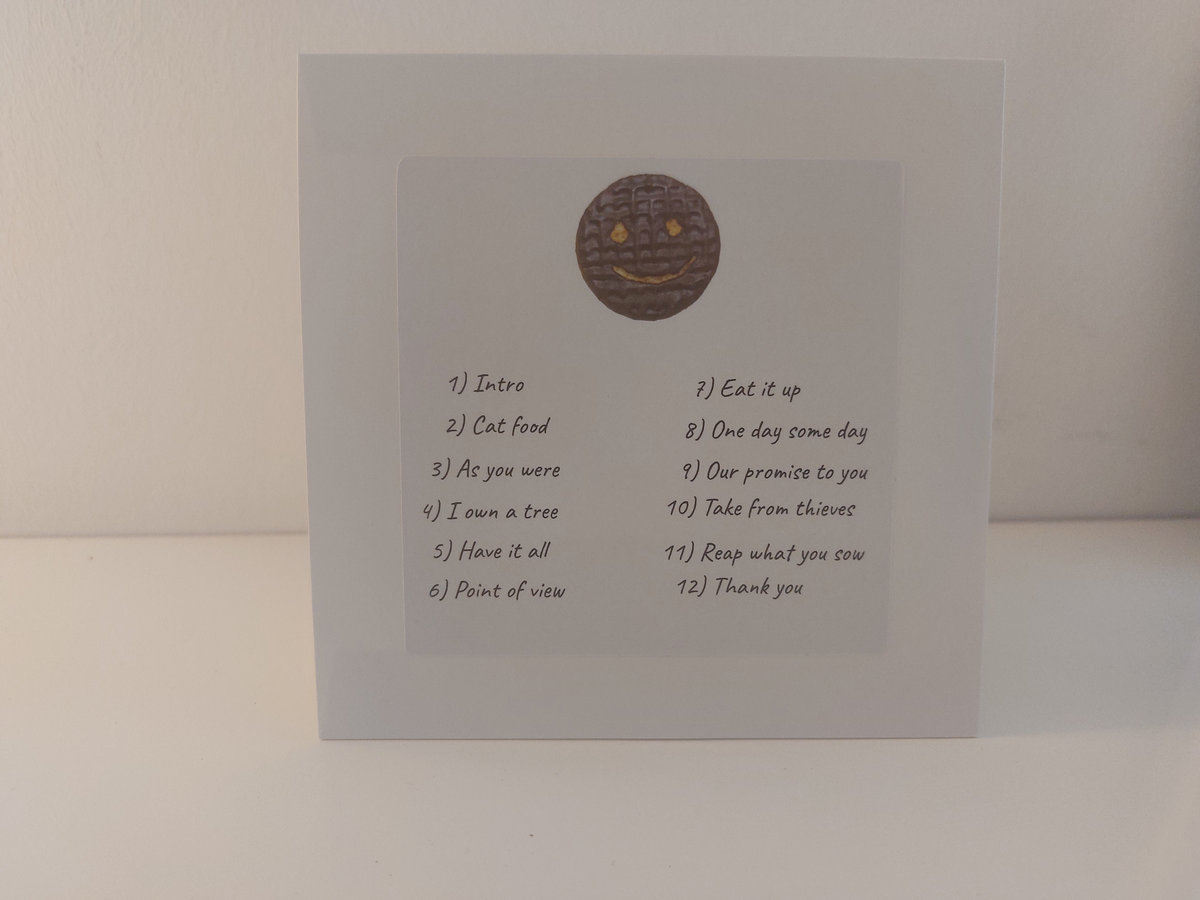 1) Intro
2) Cat food
3) As you were
4) I own a tree
5) Have it all
6) Point of view
7) Eat it up
8) One day some day
9) Our promise to you
10) Take from thieves
11) Reap what you sow
12) Thank you